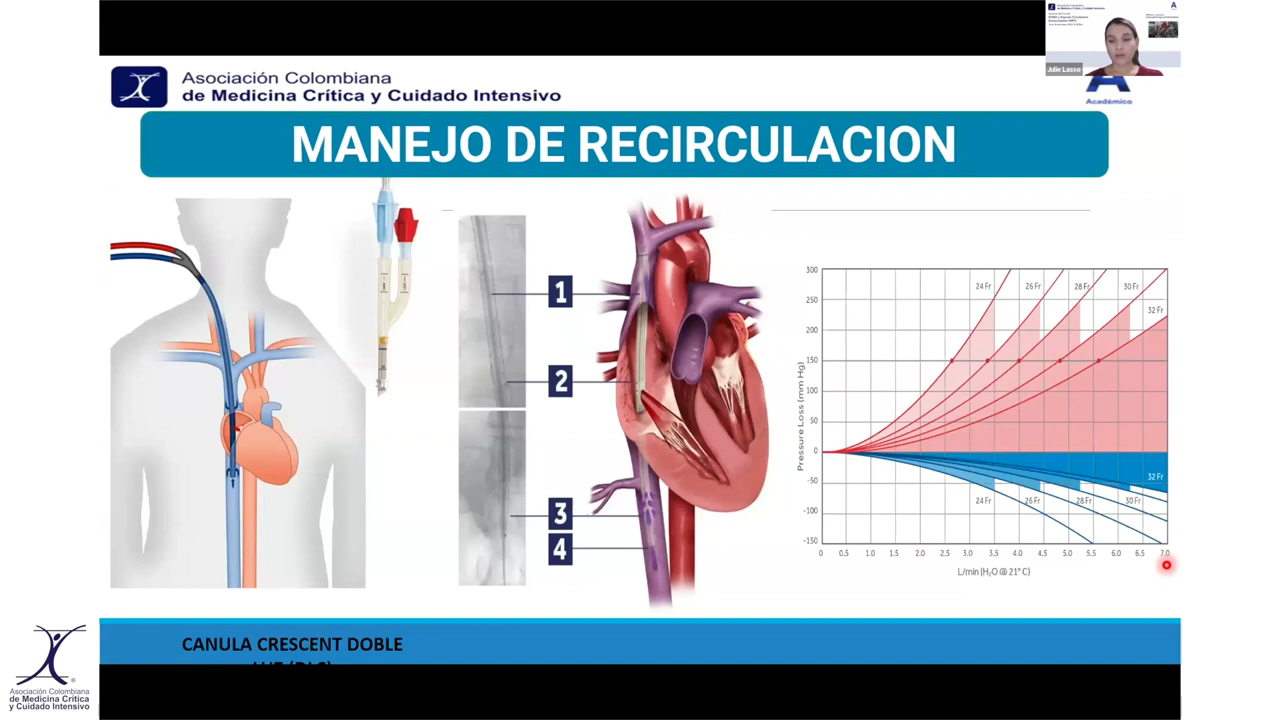 Asociación Colombiana
de Medicina Crítica y Cuidado Intensivo
Julie Lasso
Académico
MANEJO DE RECIRCULACION
1
2
3
4
Pressure Loss (mm Hg)
300
250
200
150
100
50
0
-50
-100
-150
24 Fr
26 Fr
28 Fr
30 Fr
32 Fr
32 Fr
24 Fr
26 Fr
28 Fr
30 Fr
0 0.5 1.0 1.5 2.0 2.5 3.0 3.5 4.0 4.5 5.0 5.5 6.0 6.5 7.0
L/min (H₂O @ 21° C)
CANULA CRESCENT DOBLE
Asociación Colombiana
de Medicina Crítica
y Cuidado Intensivo